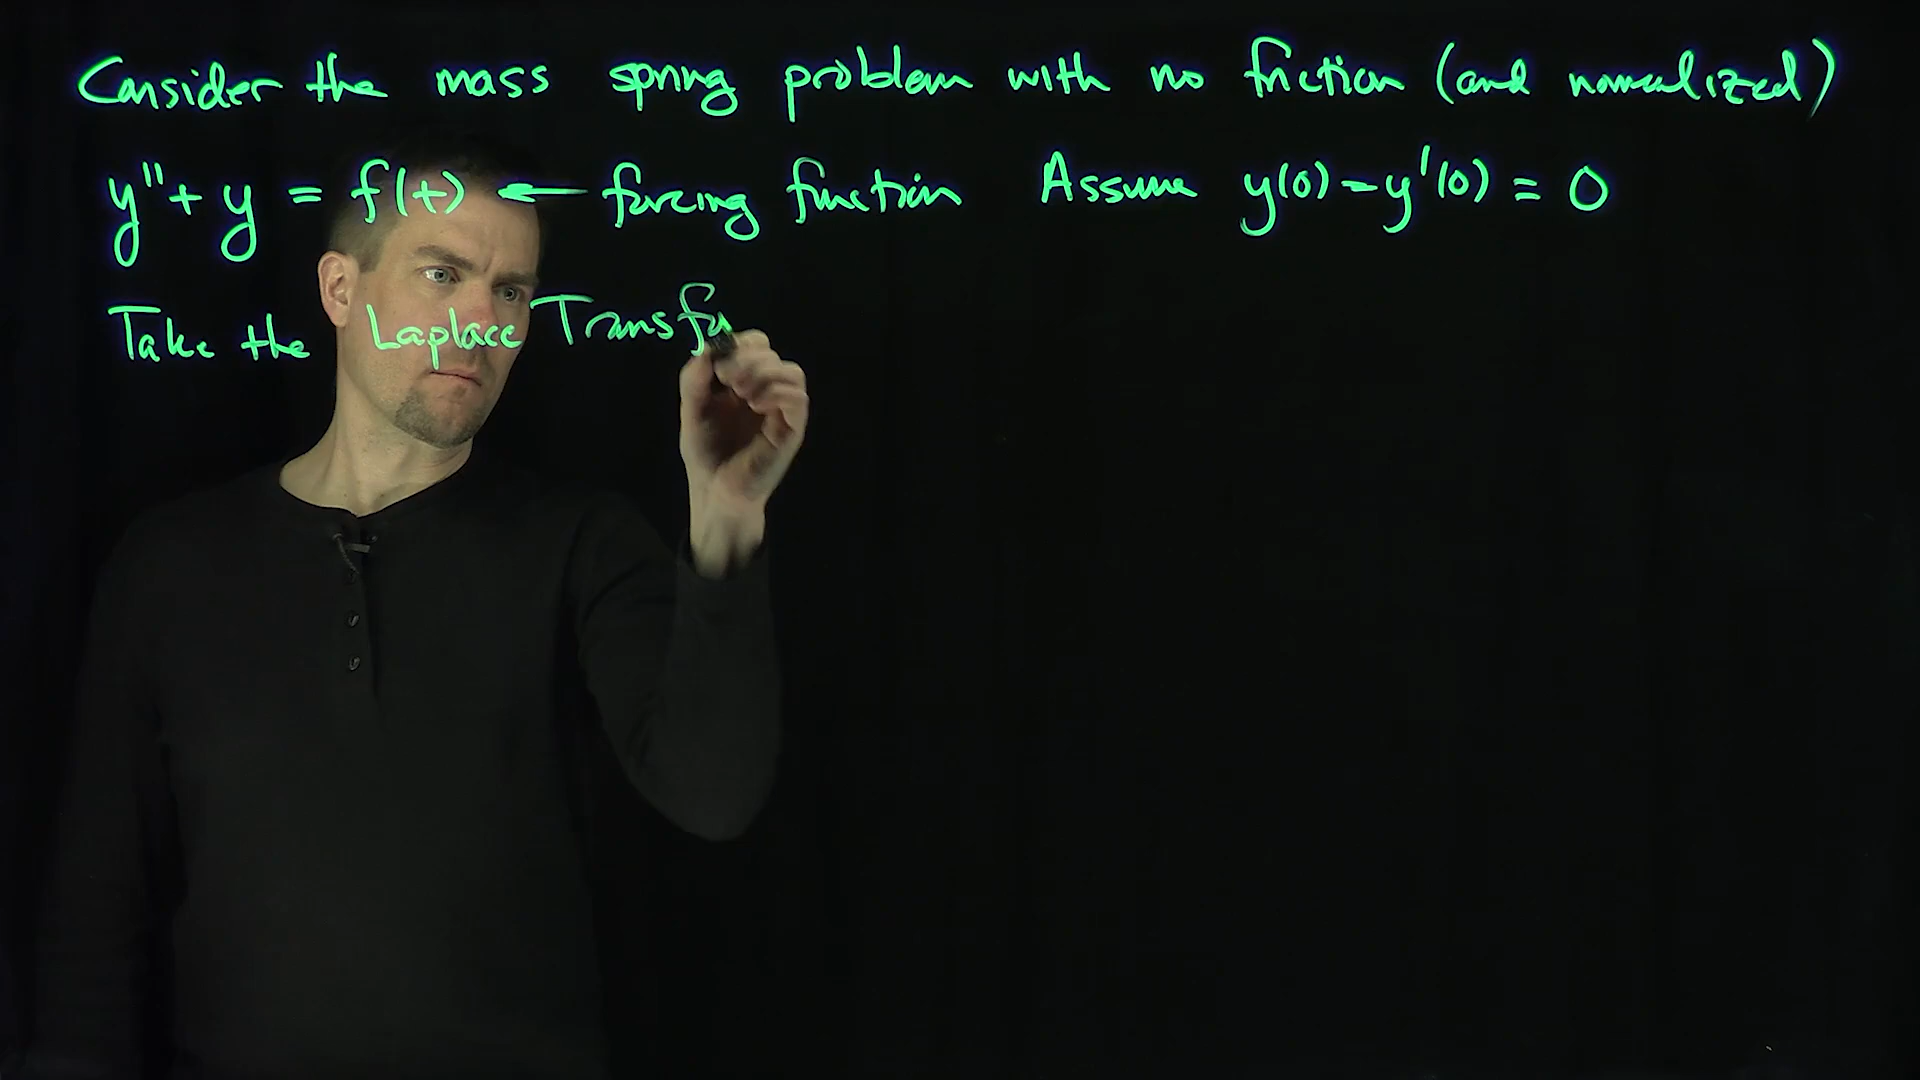 Consider the mass spring problem with no friction (and normalized)
y'' + y = f(t) ← forcing function Assume y(0) = y'(0) = 0
Take the Laplace Transfo